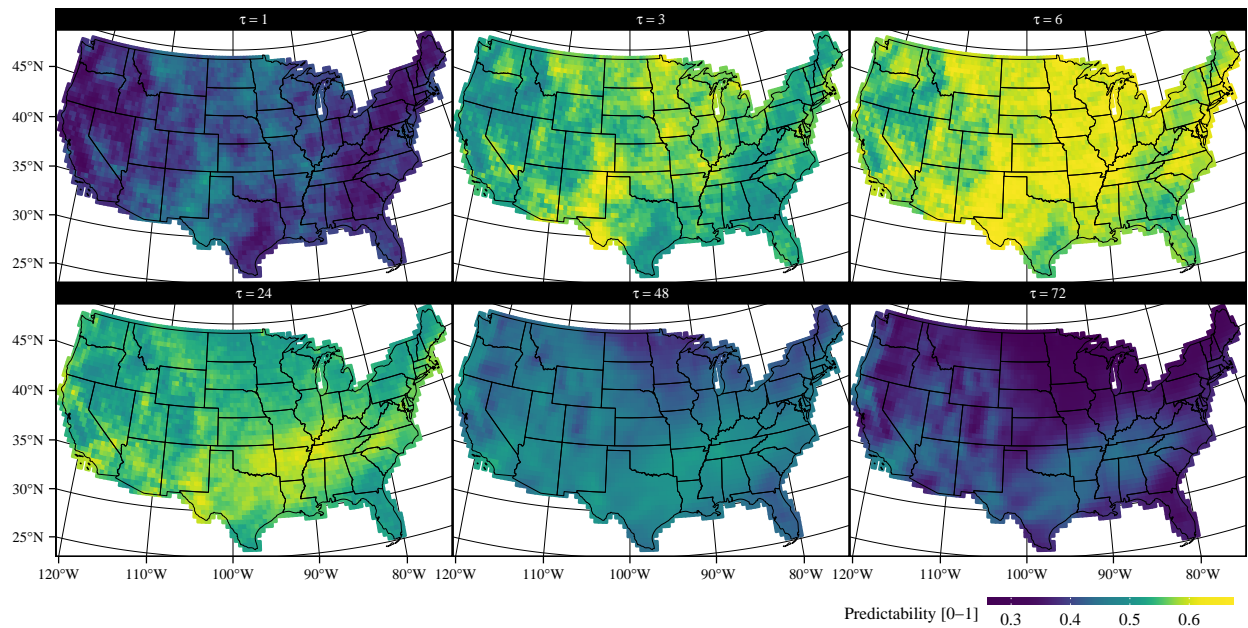 τ = 1
τ = 3
τ = 6
45°N
40°N
35°N
30°N
25°N
τ = 24
τ = 48
τ = 72
45°N
40°N
35°N
30°N
25°N
120°W 110°W 100°W 90°W 80°W 120°W 110°W 100°W 90°W 80°W 120°W 110°W 100°W 90°W 80°W
Predictability [0−1]
0.3 0.4 0.5 0.6